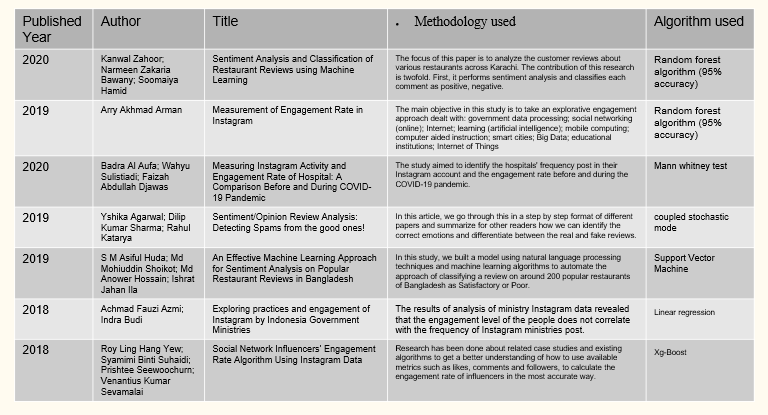 Published Year
Author
Title
• Methodology used
Algorithm used
2020
Kanwal Zahoor;
Narmeen Zakaria
Bawany; Soomaiya
Hamid
Sentiment Analysis and Classification of
Restaurant Reviews using Machine
Learning
The focus of this paper is to analyze the customer reviews about
various restaurants across Karachi. The contribution of this research
is twofold. First, it performs sentiment analysis and classifies each
comment as positive, negative.
Random forest
algorithm (95%
accuracy)
2019
Arry Akhmad Arman
Measurement of Engagement Rate in
Instagram
The main objective in this study is to take an explorative engagement
approach dealt with: government data processing; social networking
(online); Internet; learning (artificial intelligence); mobile computing;
computer aided instruction; smart cities; Big Data; educational
institutions; Internet of Things
Random forest
algorithm (95%
accuracy)
2020
Badra Al Aufa; Wahyu
Sulistiadi; Faizah
Abdullah Djawas
Measuring Instagram Activity and
Engagement Rate of Hospital: A
Comparison Before and During COVID-
19 Pandemic
The study aimed to identify the hospitals' frequency post in their
Instagram account and the engagement rate before and during the
COVID-19 pandemic.
Mann whitney test
2019
Yshika Agarwal; Dilip
Kumar Sharma; Rahul
Katarya
Sentiment/Opinion Review Analysis:
Detecting Spams from the good ones!
In this article, we go through this in a step by step format of different
papers and summarize for other readers how we can identify the
correct emotions and differentiate between the real and fake reviews.
coupled stochastic
mode
2019
S M Asiful Huda; Md
Mohiuddin Shoikot; Md
Anower Hossain; Ishrat
Jahan Ila
An Effective Machine Learning Approach
for Sentiment Analysis on Popular
Restaurant Reviews in Bangladesh
In this study, we built a model using natural language processing
techniques and machine learning algorithms to automate the
approach of classifying a review on around 200 popular restaurants
of Bangladesh as Satisfactory or Poor.
Support Vector
Machine
2018
Achmad Fauzi Azmi;
Indra Budi
Exploring practices and engagement of
Instagram by Indonesia Government
Ministries
The results of analysis of ministry Instagram data revealed
that the engagement level of the people does not correlate
with the frequency of Instagram ministries post.
Linear regression
2018
Roy Ling Hang Yew;
Syamimi Binti Suhaidi;
Prishtee Seewoochurn;
Venantius Kumar
Sevamalai
Social Network Influencers' Engagement
Rate Algorithm Using Instagram Data
Research has been done about related case studies and existing
algorithms to get a better understanding of how to use available
metrics such as likes, comments and followers, to calculate the
engagement rate of influencers in the most accurate way.
Xg-Boost